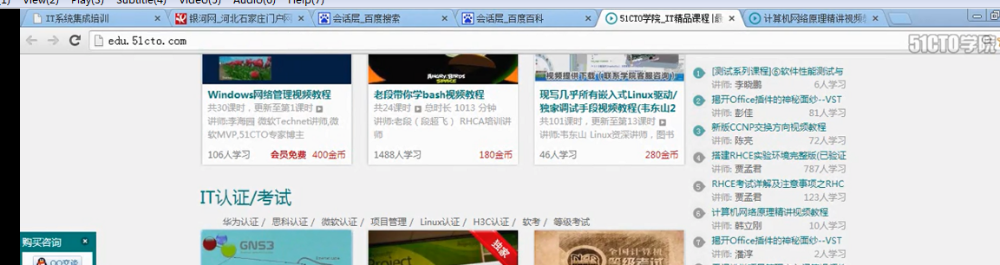 View(2) Play(3) Subtitle(4) Video(5) Audio(6) Help(7)
IT系统集成培训
银河网_河北石家庄门户网
会话层_百度搜索
会话层_百度百科
51CTO学院_IT精品课程 | 最
计算机网络原理精讲视频
edu.51cto.com
51CTO学院
视频提供下载（联系学院客服咨询）
ANGRY BIRDS
SPACE
Windows网络管理视频教程
共30课时，更新至第1课时
讲师:李海园 微软Technet讲师,微
软MVP,51CTO专家博主
106人学习 会员免费 400金币
老段带你学bash视频教程
共24课时 总时长 1013 分钟
讲师:老段（段超飞） RHCA培训讲
师
1488人学习 180金币
现写几乎所有嵌入式Linux驱动/
独家调试手段视频教程(韦东山2
共101课时，更新至第13课时
讲师:韦东山 Linux资深讲师，图书
46人学习 280金币
1 [测试系列课程]⑥软件性能测试与
讲师: 李晓鹏 6人学习
2 揭开Office插件的神秘面纱--VST
讲师: 彭佳 81人学习
3 新版CCNP交换方向视频教程
讲师: 陈亮 72人学习
4 搭建RHCE实验环境完整版(已验证
讲师: 贾孟君 787人学习
5 RHCE考试详解及注意事项之RHC
讲师: 贾孟君 123人学习
6 计算机网络原理精讲视频教程
讲师: 韩立刚 10人学习
7 揭开Office插件的神秘面纱--VST
讲师: 潘淳 2人学习
IT认证/考试
华为认证 / 思科认证 / 微软认证 / 项目管理 / Linux认证 / H3C认证 / 软考 / 等级考试
GNS3
Project
独家
全国计算机
等级考试
购买咨询
QQ交谈